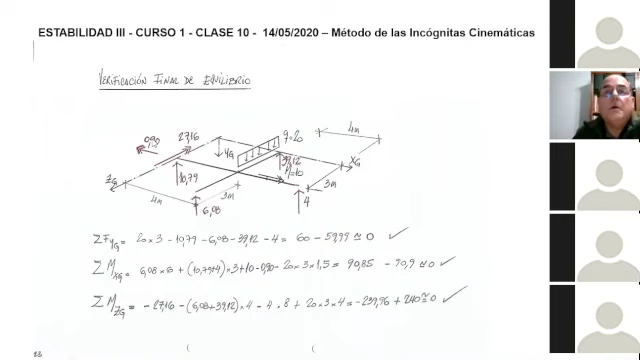 ESTABILIDAD III - CURSO 1 - CLASE 10 - 14/05/2020 – Método de las Incógnitas Cinemáticas
VERIFICACIÓN FINAL DE EQUILIBRIO
0,90
27,16
YG
q=20
4m
ZG
10,79
39,12
XG
M=10
3m
4m
3m
6,08
4
ΣFYG = 20 x 3 - 10,79 - 6,08 - 39,12 - 4 = 60 - 59,99 ≅ 0 ✓
ΣMXG = 6,08 x 6 + (10,79+4) x 3 + 10 - 0,90 - 20 x 3 x 1,5 = 90,85 - 90,9 ≅ 0 ✓
ΣMZG = - 27,16 - (6,08 + 39,12) x 4 - 4 . 8 + 20 x 3 x 4 = - 239,96 + 240 ≅ 0 ✓